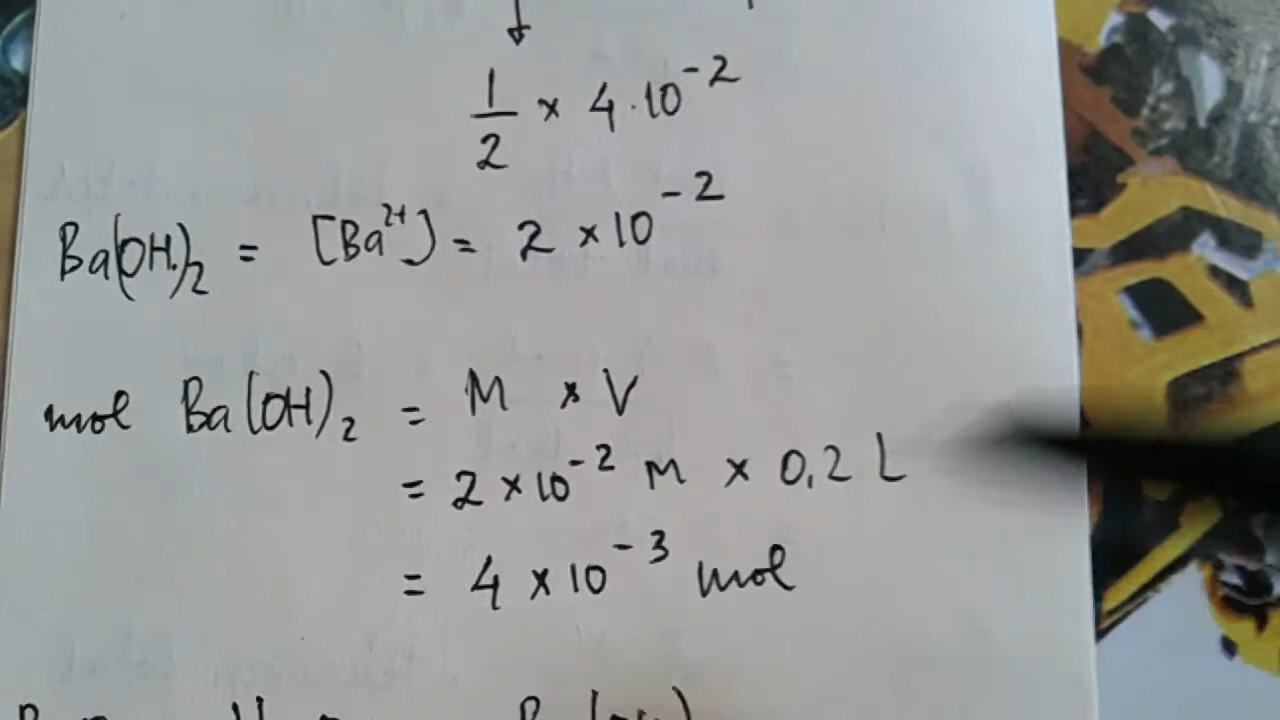 ↓
1/2 × 4·10⁻²
Ba(OH)₂ = [Ba²⁺] = 2 × 10⁻²
mol Ba(OH)₂ = M × V
= 2 × 10⁻² M × 0,2 L
= 4 × 10⁻³ mol